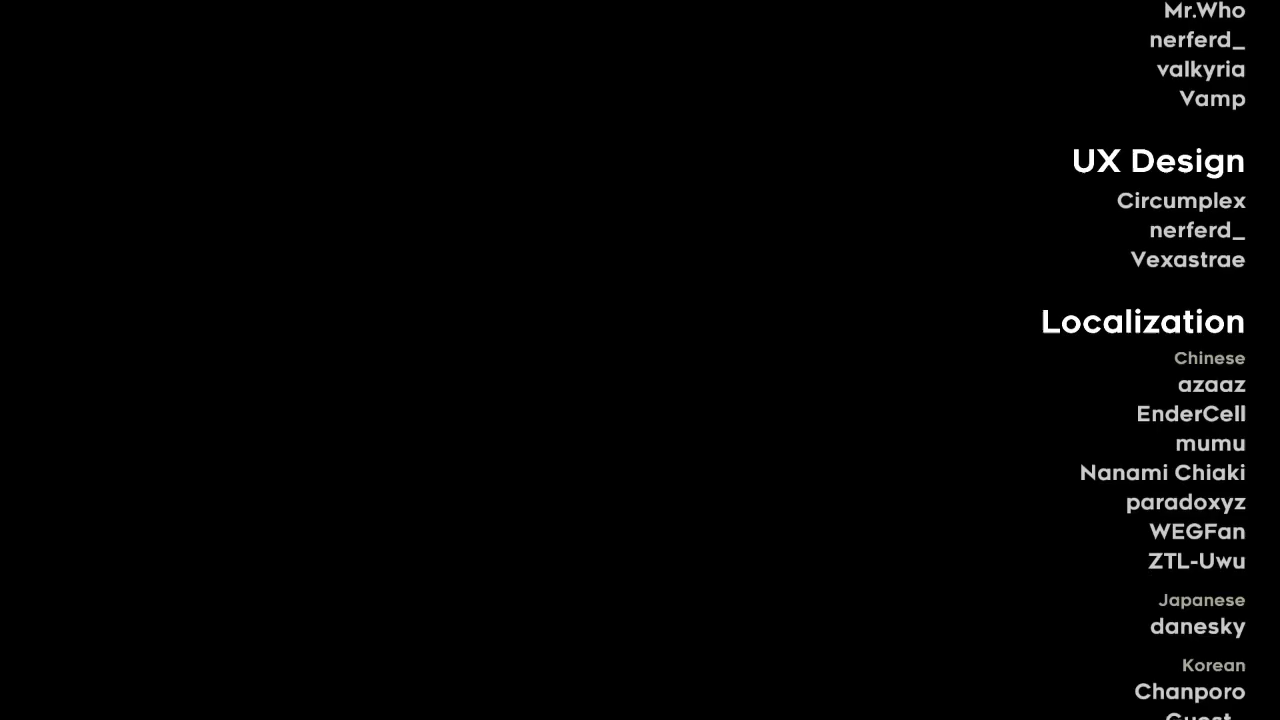 Mr.Who
nerferd_
valkyria
Vamp
UX Design
Circumplex
nerferd_
Vexastrae
Localization
Chinese
azaaz
EnderCell
mumu
Nanami Chiaki
paradoxyz
WEGFan
ZTL-Uwu
Japanese
danesky
Korean
Chanporo